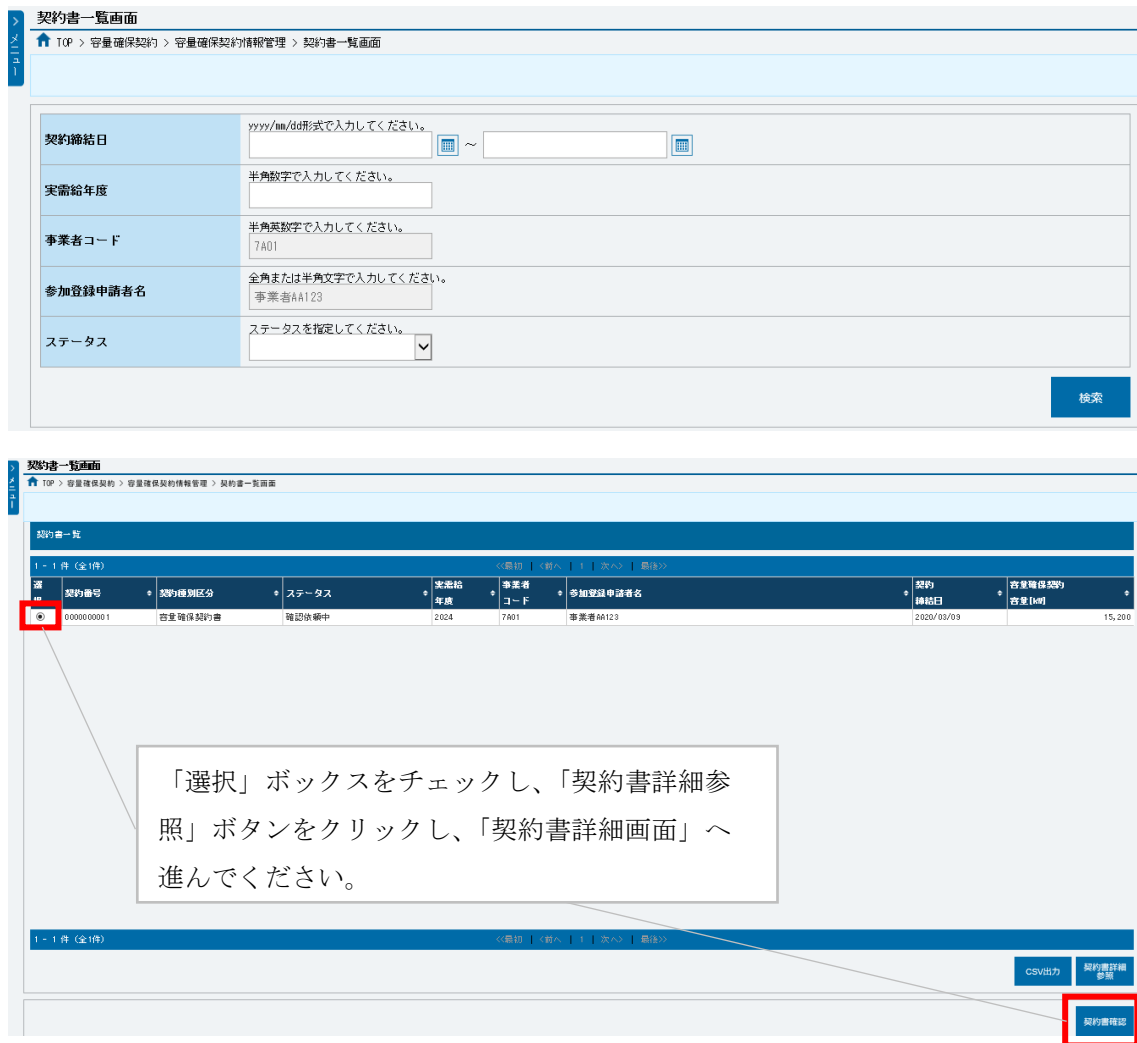 契約書一覧画面
メニュー
TOP > 容量確保契約 > 容量確保契約情報管理 > 契約書一覧画面
契約締結日
yyyy/mm/dd形式で入力してください。
~
実需給年度
半角数字で入力してください。
事業者コード
半角英数字で入力してください。
7A01
参加登録申請者名
全角または半角文字で入力してください。
事業者AA123
ステータス
ステータスを指定してください。
検索
契約書一覧画面
メニュー
TOP > 容量確保契約 > 容量確保契約情報管理 > 契約書一覧画面
契約書一覧
1 - 1 件 (全1件) <<最初 | <前へ | 1 | 次へ> | 最後>>
選択 契約番号 契約種別区分 ステータス 実需給年度 事業者コード 参加登録申請者名 契約締結日 容量確保契約容量[kW]
0000000001 容量確保契約書 確認依頼中 2024 7A01 事業者AA123 2020/03/09 15,200
「選択」ボックスをチェックし、「契約書詳細参
照」ボタンをクリックし、「契約書詳細画面」へ
進んでください。
1 - 1 件 (全1件) <<最初 | <前へ | 1 | 次へ> | 最後>>
CSV出力 契約書詳細参照
契約書確認